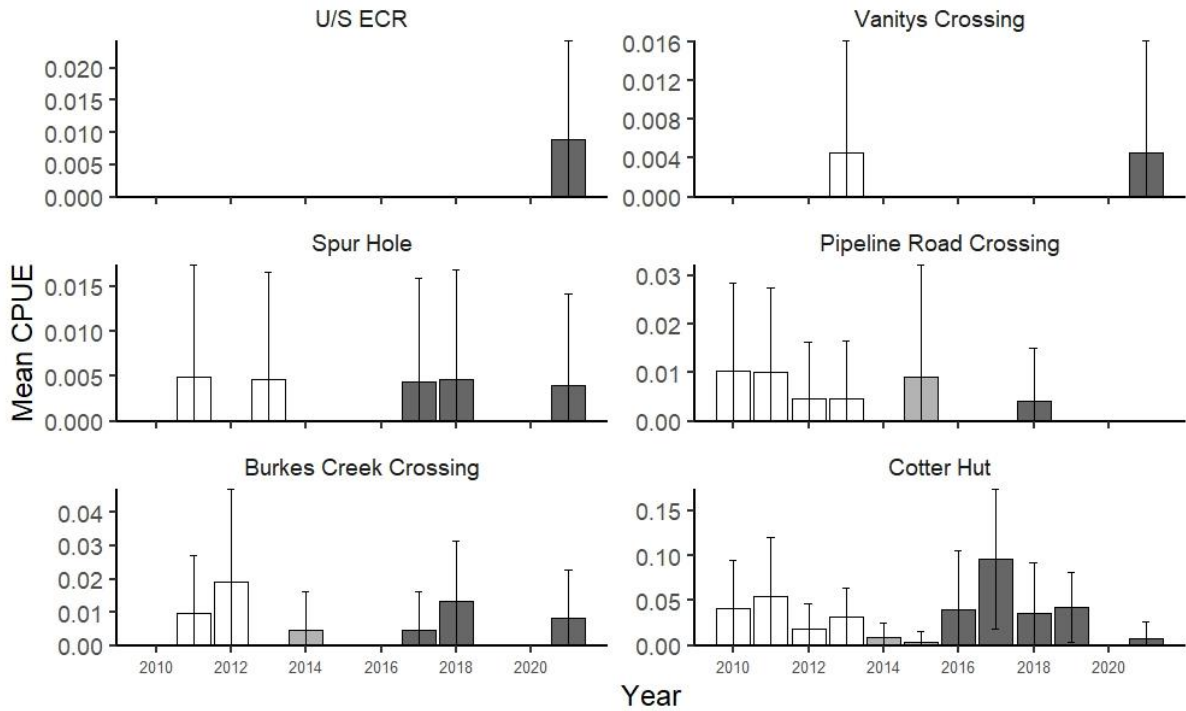 U/S ECR
Vanitys Crossing
0.020
0.015
0.010
0.005
0.000
0.016
0.012
0.008
0.004
0.000
Spur Hole
Pipeline Road Crossing
Mean CPUE
0.015
0.010
0.005
0.000
0.03
0.02
0.01
0.00
Burkes Creek Crossing
Cotter Hut
0.04
0.03
0.02
0.01
0.00
0.15
0.10
0.05
0.00
2010 2012 2014 2016 2018 2020
2010 2012 2014 2016 2018 2020
Year